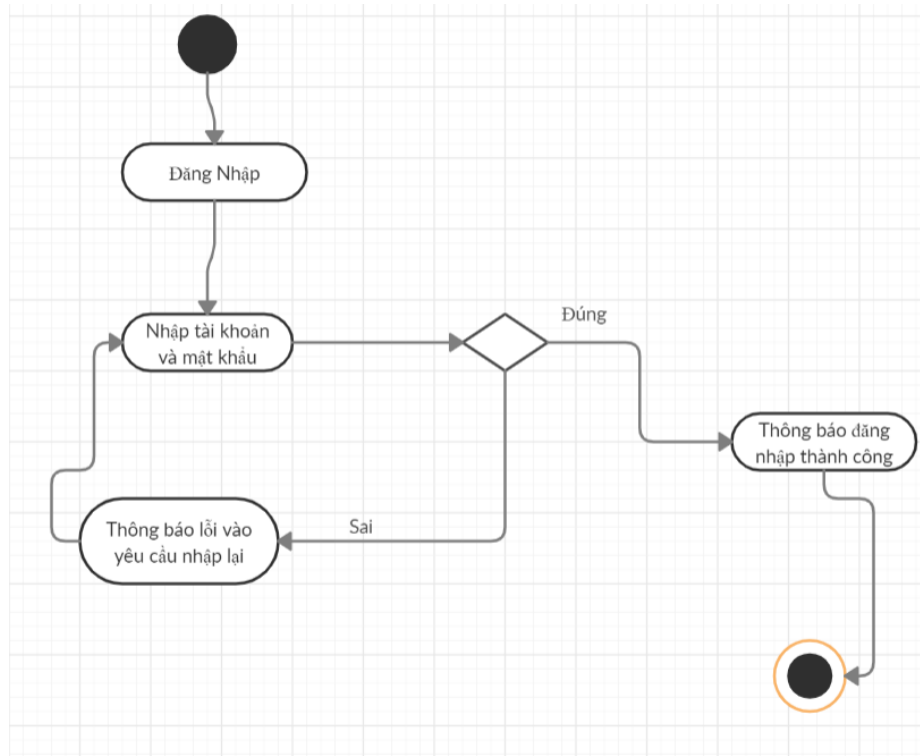 Đăng Nhập
Nhập tài khoản
và mật khẩu
Đúng
Thông báo đăng
nhập thành công
Sai
Thông báo lỗi vào
yêu cầu nhập lại